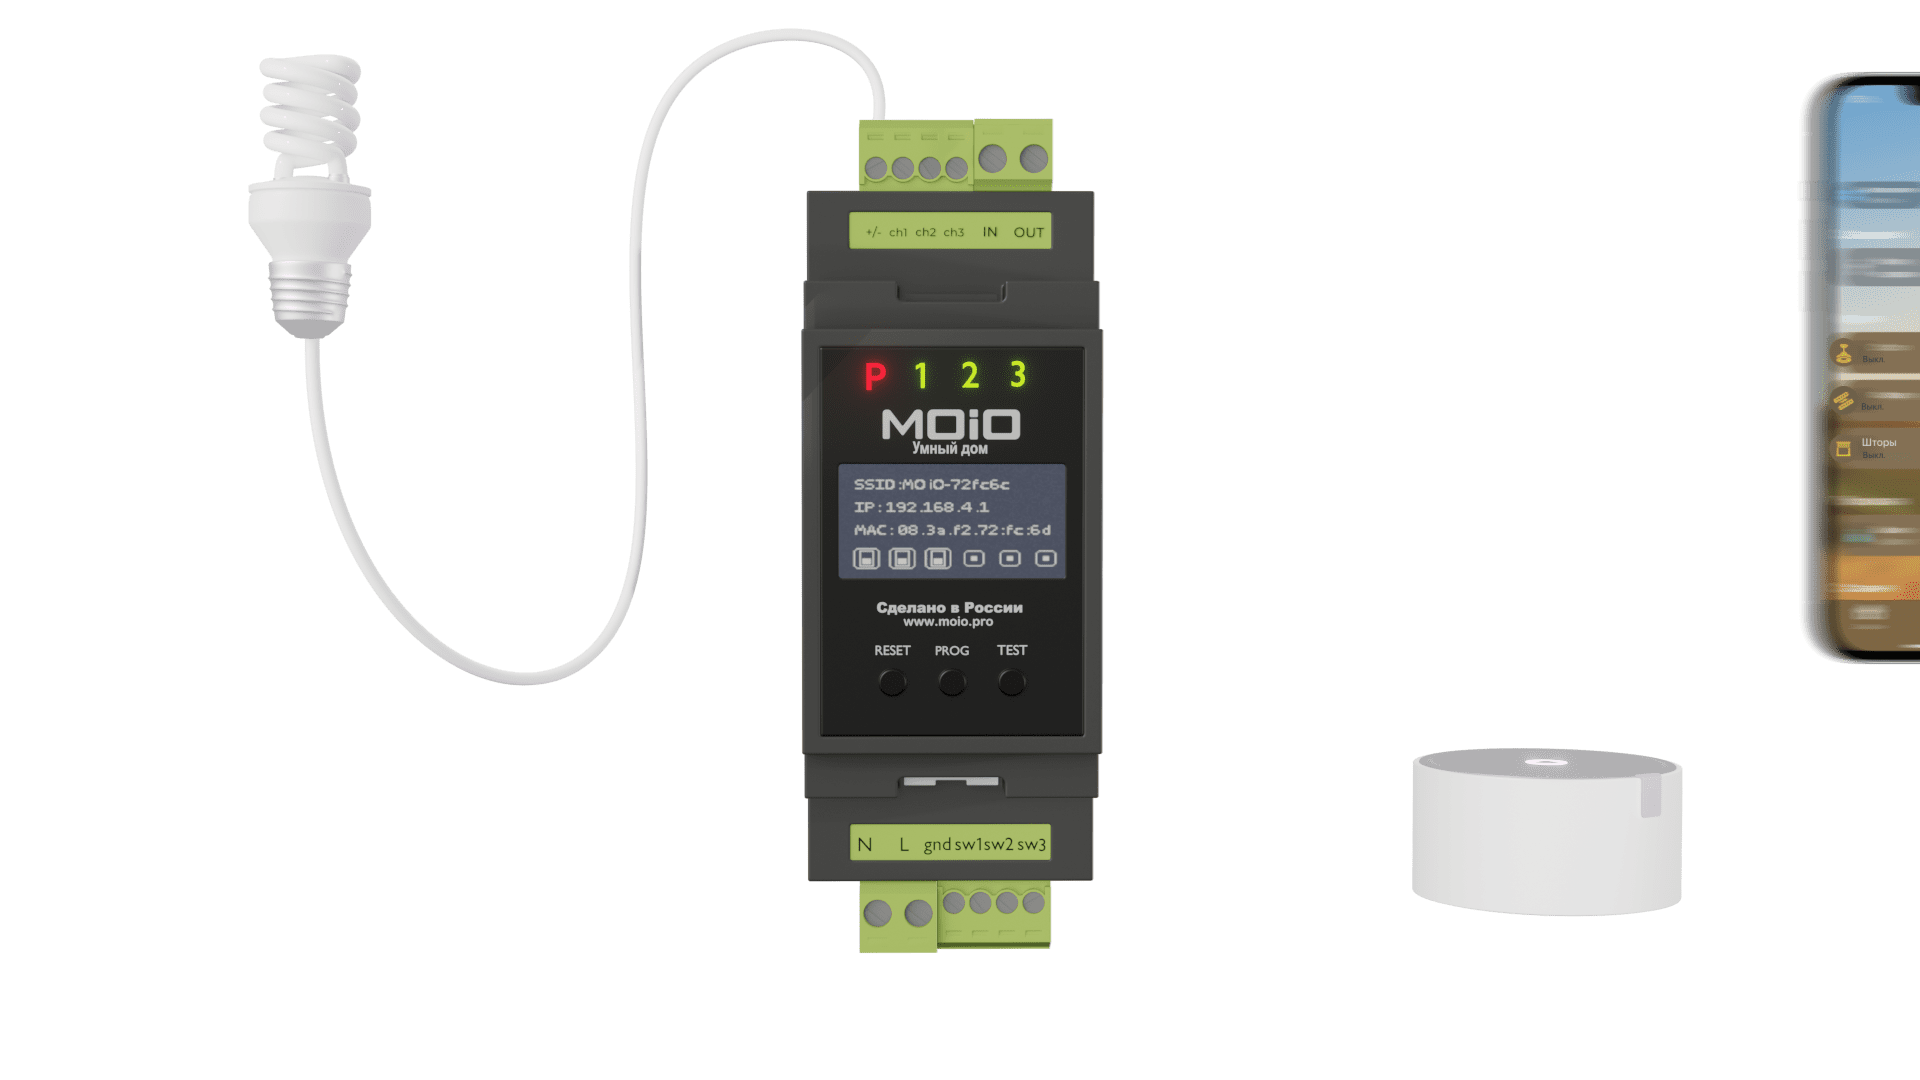 +/- ch1 ch2 ch3 IN OUT
P 1 2 3
MOiO
Умный дом
SSID:MOiO-72fc6c
IP:192.168.4.1
MAC:08.3a.f2.72:fc:6d
Сделано в России
www.moio.pro
RESET PROG TEST
N L gnd sw1 sw2 sw3
Выкл.
Выкл.
Шторы
Выкл.